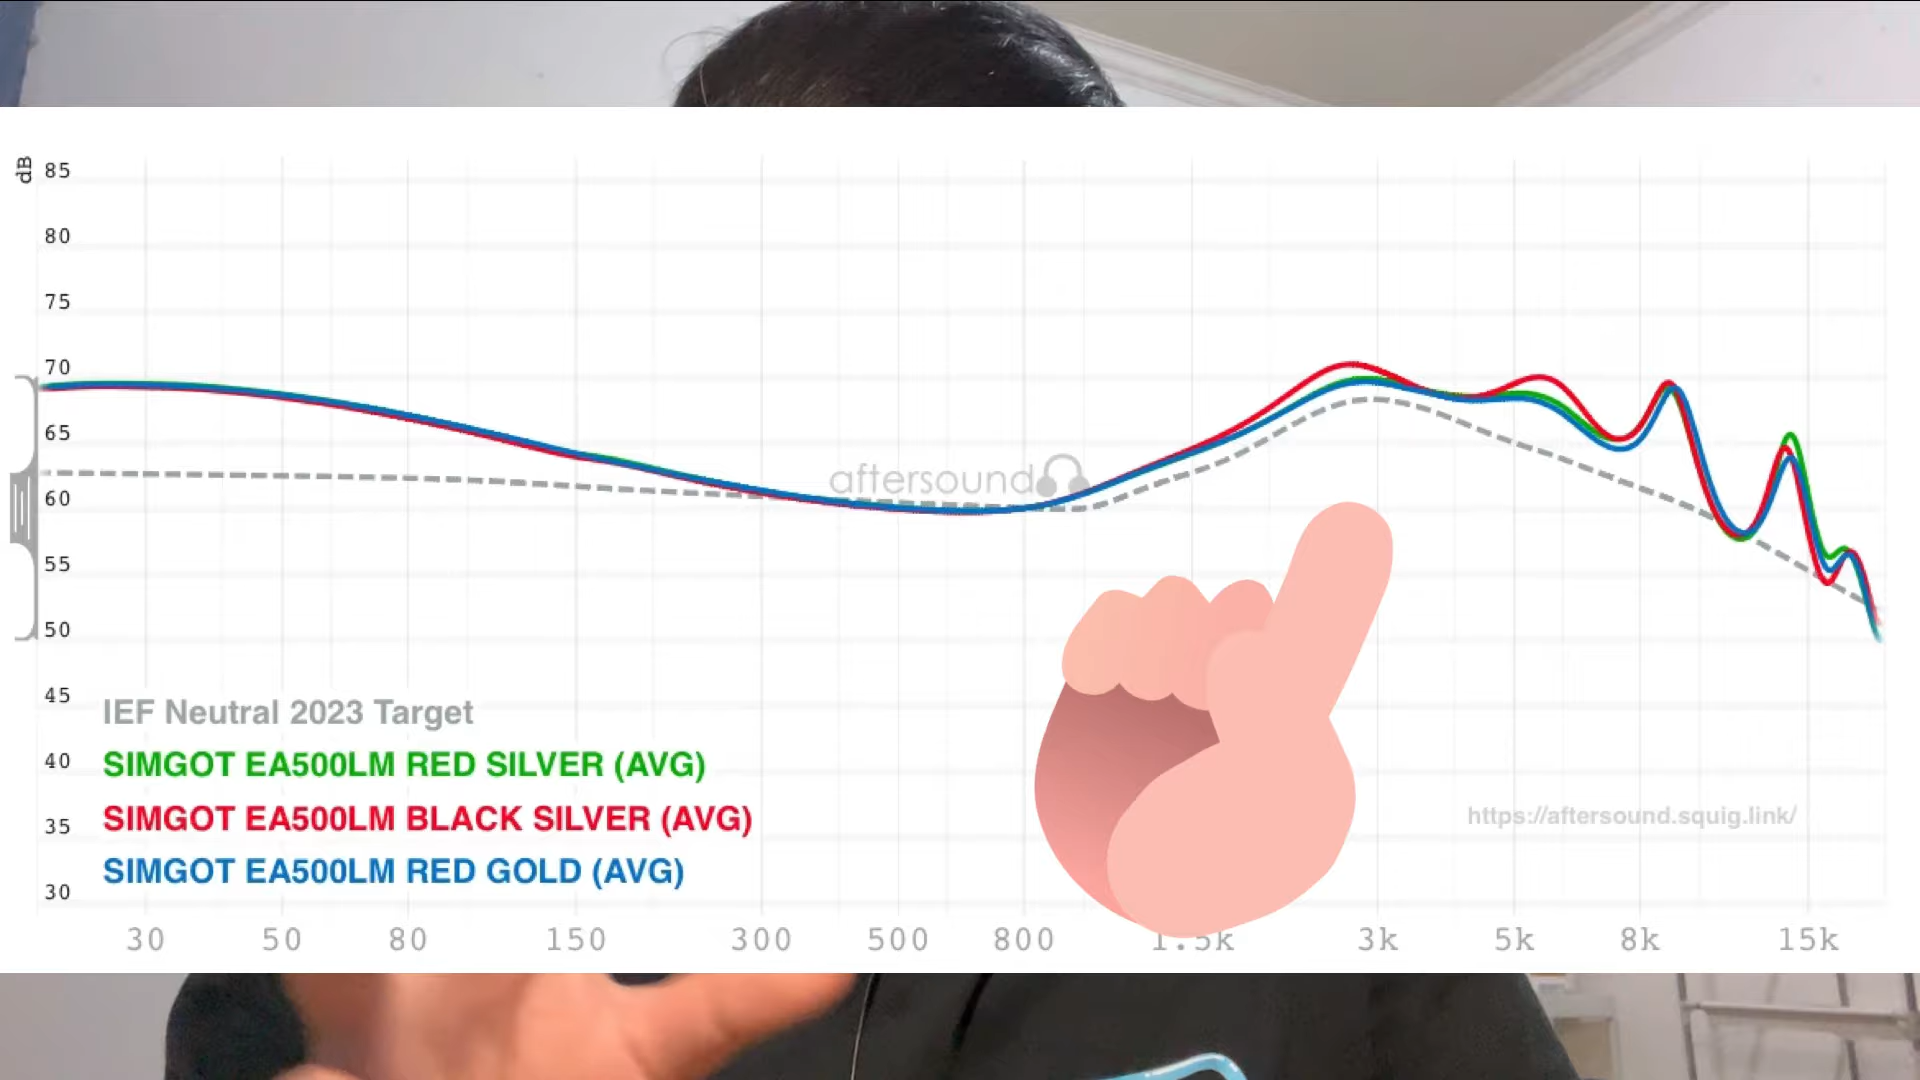 dB
85
80
75
70
65
60
55
50
45
40
35
30
aftersound
IEF Neutral 2023 Target
SIMGOT EA500LM RED SILVER (AVG)
SIMGOT EA500LM BLACK SILVER (AVG)
SIMGOT EA500LM RED GOLD (AVG)
https://aftersound.squig.link/
30 50 80 150 300 500 800 1.5k 3k 5k 8k 15k